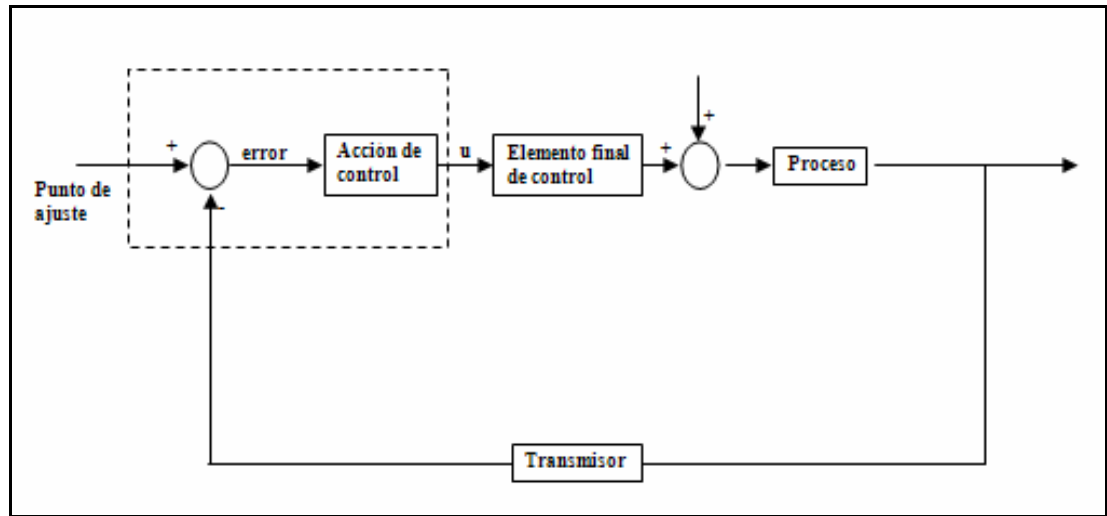 +
error
Acción de
control
u
Elemento final
de control
+
+
Proceso
Punto de
ajuste
-
Transmisor